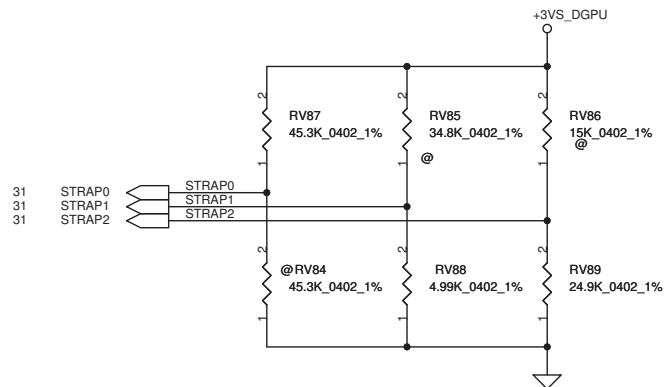 +3VS_DGPU
2
2
2
RV87
45.3K_0402_1%
RV85
34.8K_0402_1%
RV86
15K_0402_1%
@
1
1
@
1
31 STRAP0 STRAP0
31 STRAP1 STRAP1
31 STRAP2 STRAP2
2
2
2
@RV84
45.3K_0402_1%
RV88
4.99K_0402_1%
RV89
24.9K_0402_1%
1
1
1